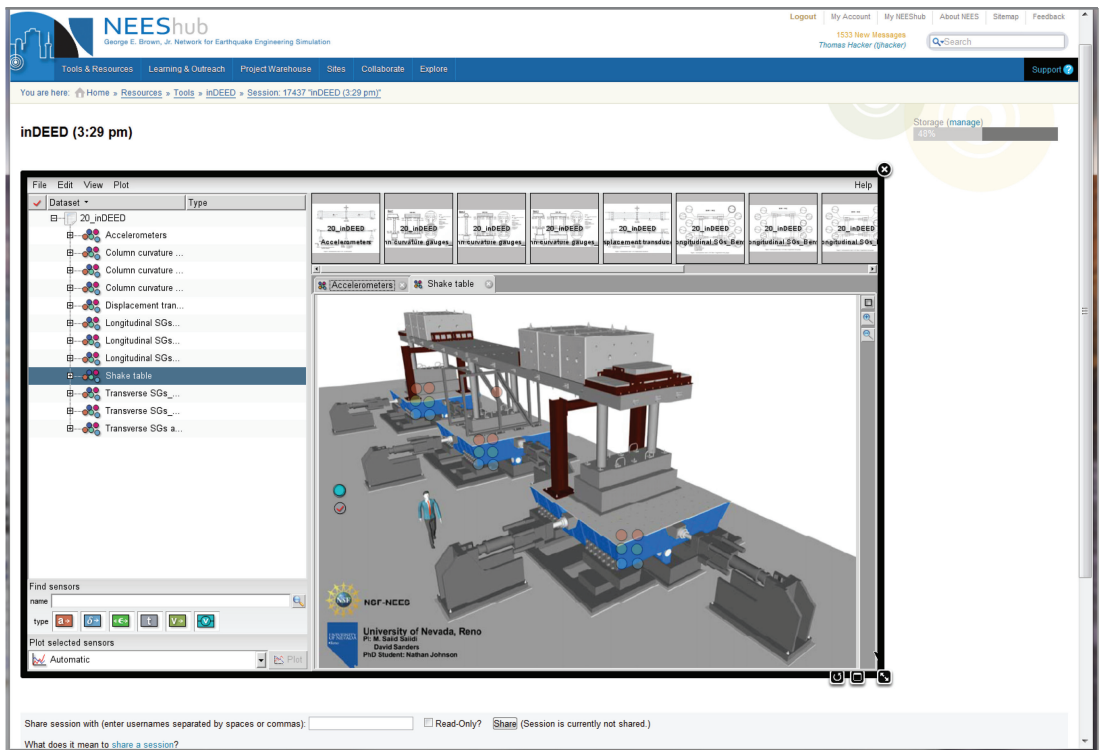 NEEShub
George E. Brown, Jr. Network for Earthquake Engineering Simulation
Logout My Account My NEEShub About NEES Sitemap Feedback
1533 New Messages
Thomas Hacker (tjhacker)
Search
Tools & Resources Learning & Outreach Project Warehouse Sites Collaborate Explore
Support ?
You are here: Home » Resources » Tools » inDEED » Session: 17437 "inDEED (3:29 pm)"
inDEED (3:29 pm)
Storage (manage)
48%
File Edit View Plot Help
Dataset Type
20_inDEED
Accelerometers
Column curvature ...
Column curvature ...
Column curvature ...
Displacement tran...
Longitudinal SGs...
Longitudinal SGs...
Longitudinal SGs...
Shake table
Transverse SGs_...
Transverse SGs_...
Transverse SGs a...
20_inDEED 20_inDEED 20_inDEED 20_inDEED 20_inDEED 20_inDEED 20_inDEED 20_inDEED
Accelerometers
Accelerometers Shake table
NSF
NSF-NEES
University of Nevada, Reno
PI: M. Saiid Saiidi
David Sanders
PhD Student: Nathan Johnson
Find sensors
name
type a δ ε t V V
Plot selected sensors
Automatic Plot
Share session with (enter usernames separated by spaces or commas): Read-Only? Share (Session is currently not shared.)
What does it mean to share a session?